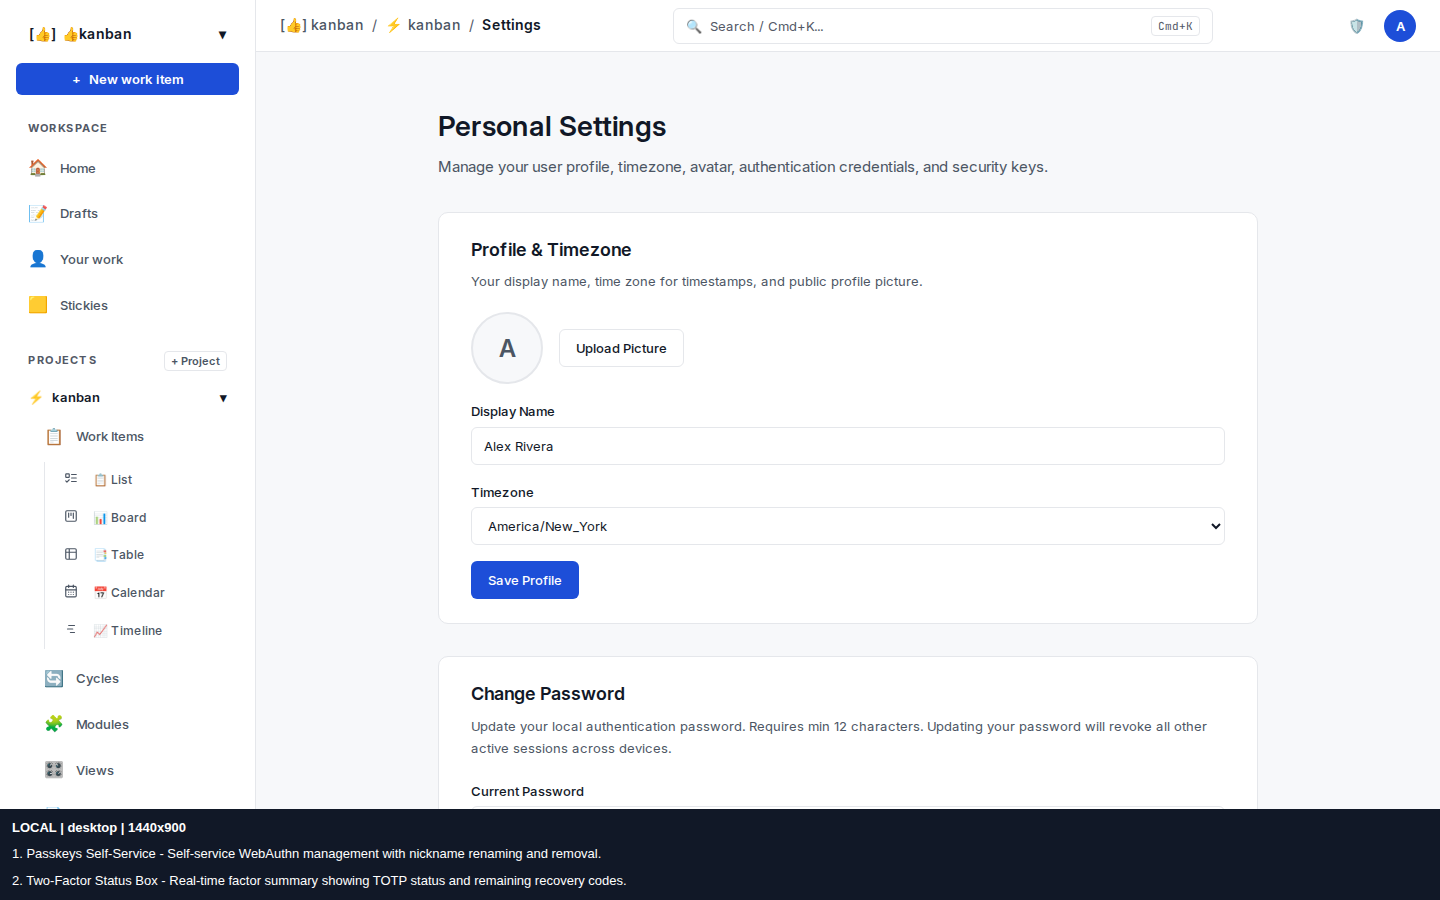 [👍] 👍kanban ▾
+ New work item
WORKSPACE
🏠 Home
📝 Drafts
👤 Your work
🟨 Stickies
PROJECTS + Project
⚡ kanban ▾
📋 Work Items
📋 List
📊 Board
📑 Table
📅 Calendar
📈 Timeline
🔄 Cycles
🧩 Modules
🎛️ Views
[👍] kanban / ⚡ kanban / Settings
🔍 Search / Cmd+K... Cmd+K
🛡️ A
Personal Settings
Manage your user profile, timezone, avatar, authentication credentials, and security keys.
Profile & Timezone
Your display name, time zone for timestamps, and public profile picture.
A Upload Picture
Display Name
Alex Rivera
Timezone
America/New_York
Save Profile
Change Password
Update your local authentication password. Requires min 12 characters. Updating your password will revoke all other
active sessions across devices.
Current Password
LOCAL | desktop | 1440x900
1. Passkeys Self-Service - Self-service WebAuthn management with nickname renaming and removal.
2. Two-Factor Status Box - Real-time factor summary showing TOTP status and remaining recovery codes.